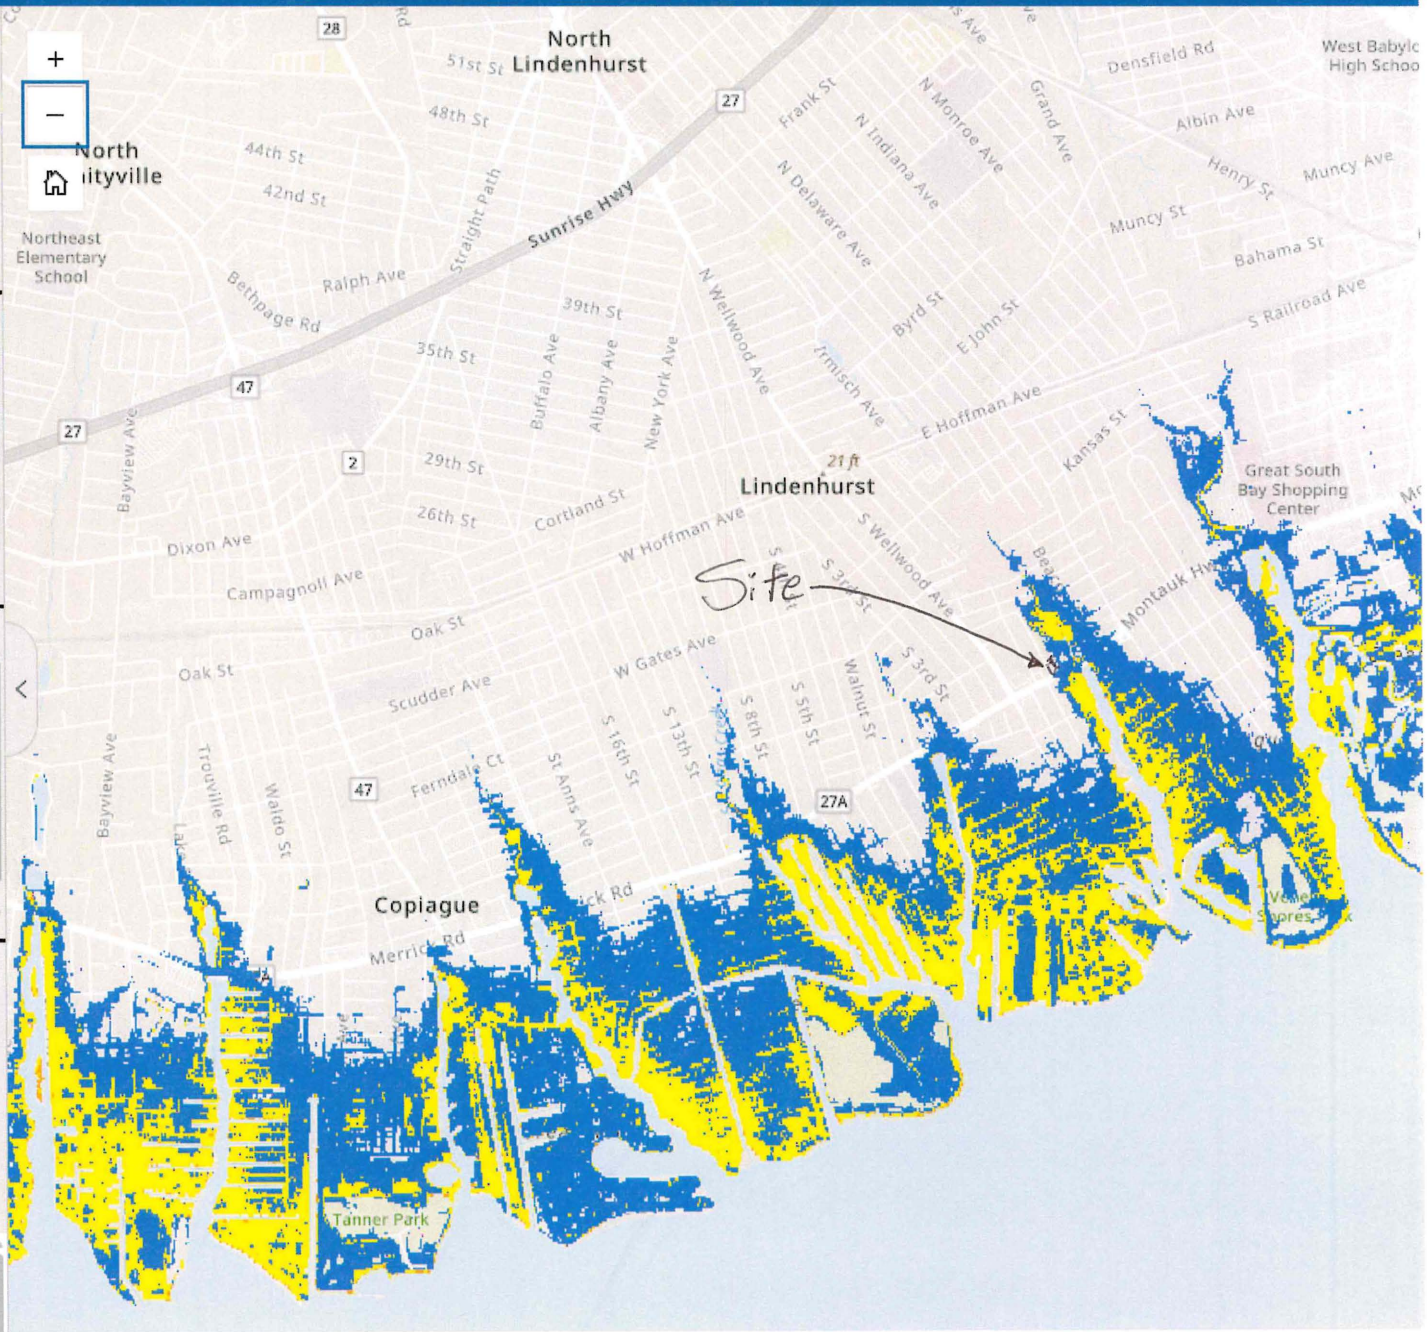 28
Rd
51st St
North
Lindenhurst
Densfield Rd
High Schoo
+
−
48th St
27
Frank St
N Monroe Ave
Grand Ave
Albin Ave
North
44th St
N Indiana Ave
Henry St
Muncy Ave
42nd St
Straight Path
Sunrise Hwy
N Delaware Ave
Muncy St
Northeast
Elementary
School
Bahama St
Bethpage Rd
Ralph Ave
39th St
N Wellwood Ave
Byrd St
E John St
S Railroad Ave
35th St
Buffalo Ave
Albany Ave
New York Ave
Irmisch Ave
47
27
Bayview Ave
E Hoffman Ave
Kansas St
2
29th St
21 ft
Lindenhurst
Great South
Bay Shopping
Center
26th St
Cortland St
W Hoffman Ave
S Wellwood Ave
Dixon Ave
Campagnoll Ave
Site
S 3rd St
Montauk Hw
Oak St
W Gates Ave
Oak St
Scudder Ave
Walnut St
S 3rd St
S 16th St
S 13th St
S 8th St
S 5th St
Bayview Ave
Trouville Rd
Waldo St
47
Ferndale Ct
St Anns Ave
27A
Copiague
ck Rd
Merrick Rd
Tanner Park